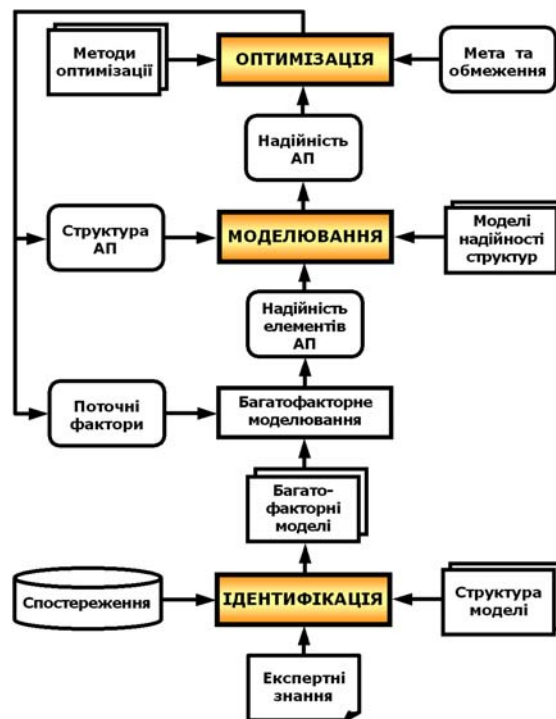 Методи
оптимізації
ОПТИМІЗАЦІЯ
Мета та
обмеження
Надійність
АП
Структура
АП
МОДЕЛЮВАННЯ
Моделі
надійності
структур
Надійність
елементів
АП
Поточні
фактори
Багатофакторне
моделювання
Багато-
факторні
моделі
Спостереження
ІДЕНТИФІКАЦІЯ
Структура
моделі
Експертні
знання